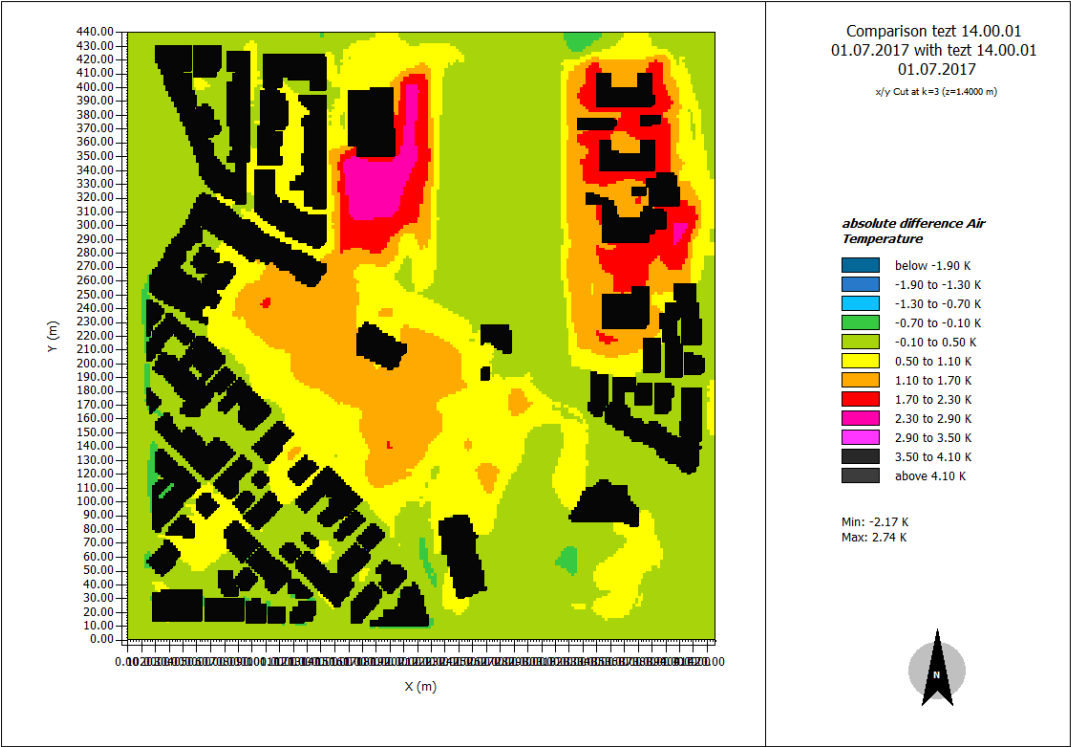 Comparison tezt 14.00.01
01.07.2017 with tezt 14.00.01
01.07.2017
x/y Cut at k=3 (z=1.4000 m)
440.00
430.00
420.00
410.00
400.00
390.00
380.00
370.00
360.00
350.00
340.00
330.00
320.00
310.00
300.00
290.00
280.00
270.00
260.00
250.00
240.00
230.00
220.00
210.00
200.00
190.00
180.00
170.00
160.00
150.00
140.00
130.00
120.00
110.00
100.00
90.00
80.00
70.00
60.00
50.00
40.00
30.00
20.00
10.00
0.00
Y (m)
X (m)
absolute difference Air
Temperature
below -1.90 K
-1.90 to -1.30 K
-1.30 to -0.70 K
-0.70 to -0.10 K
-0.10 to 0.50 K
0.50 to 1.10 K
1.10 to 1.70 K
1.70 to 2.30 K
2.30 to 2.90 K
2.90 to 3.50 K
3.50 to 4.10 K
above 4.10 K
Min: -2.17 K
Max: 2.74 K
N